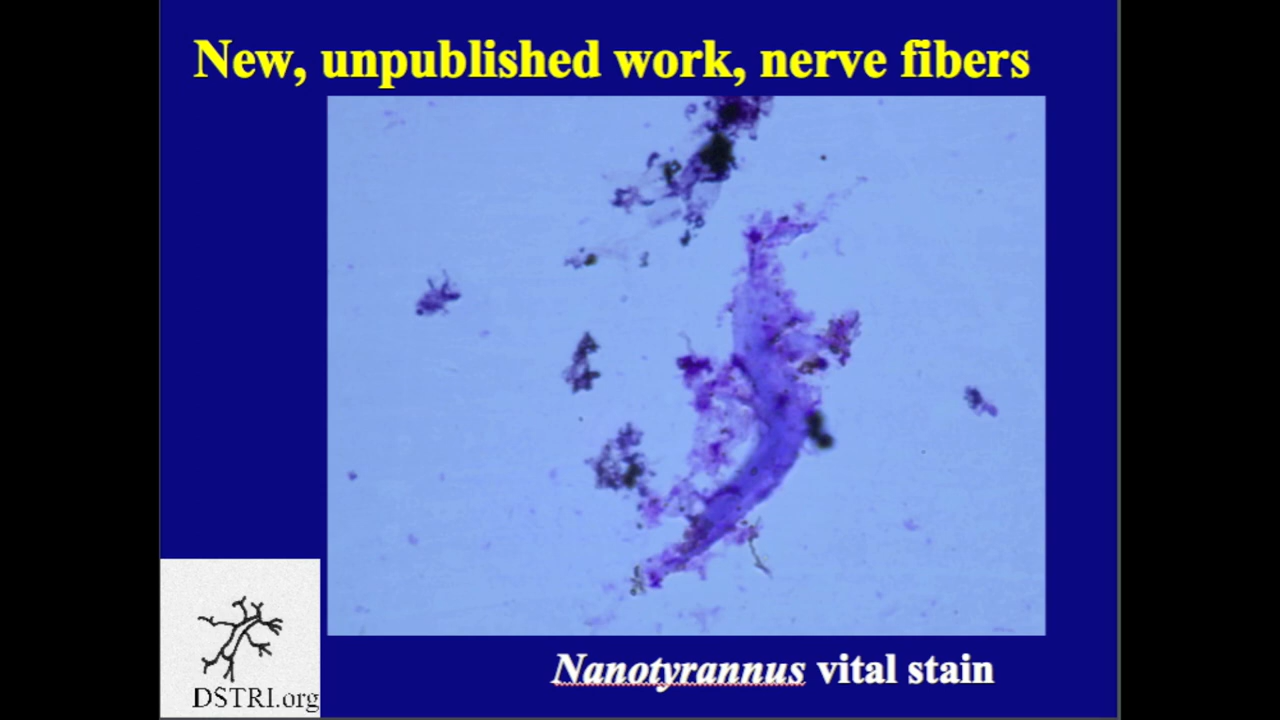 New, unpublished work, nerve fibers
DSTRI.org
Nanotyrannus vital stain